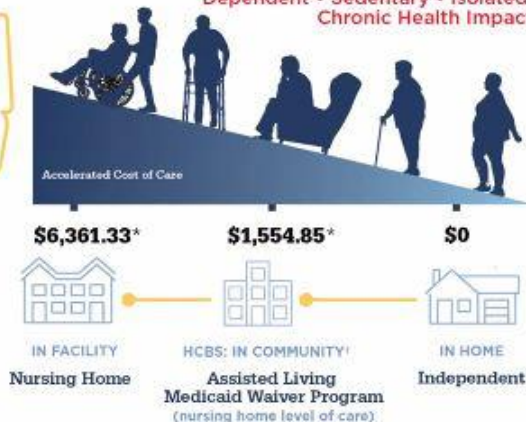 Dependent • Sedentary • Isolated
Chronic Health Impac
Accelerated Cost of Care
$6,361.33*
$1,554.85*
$0
IN FACILITY
Nursing Home
HCBS: IN COMMUNITY¹
Assisted Living
Medicaid Waiver Program
(nursing home level of care)
IN HOME
Independent